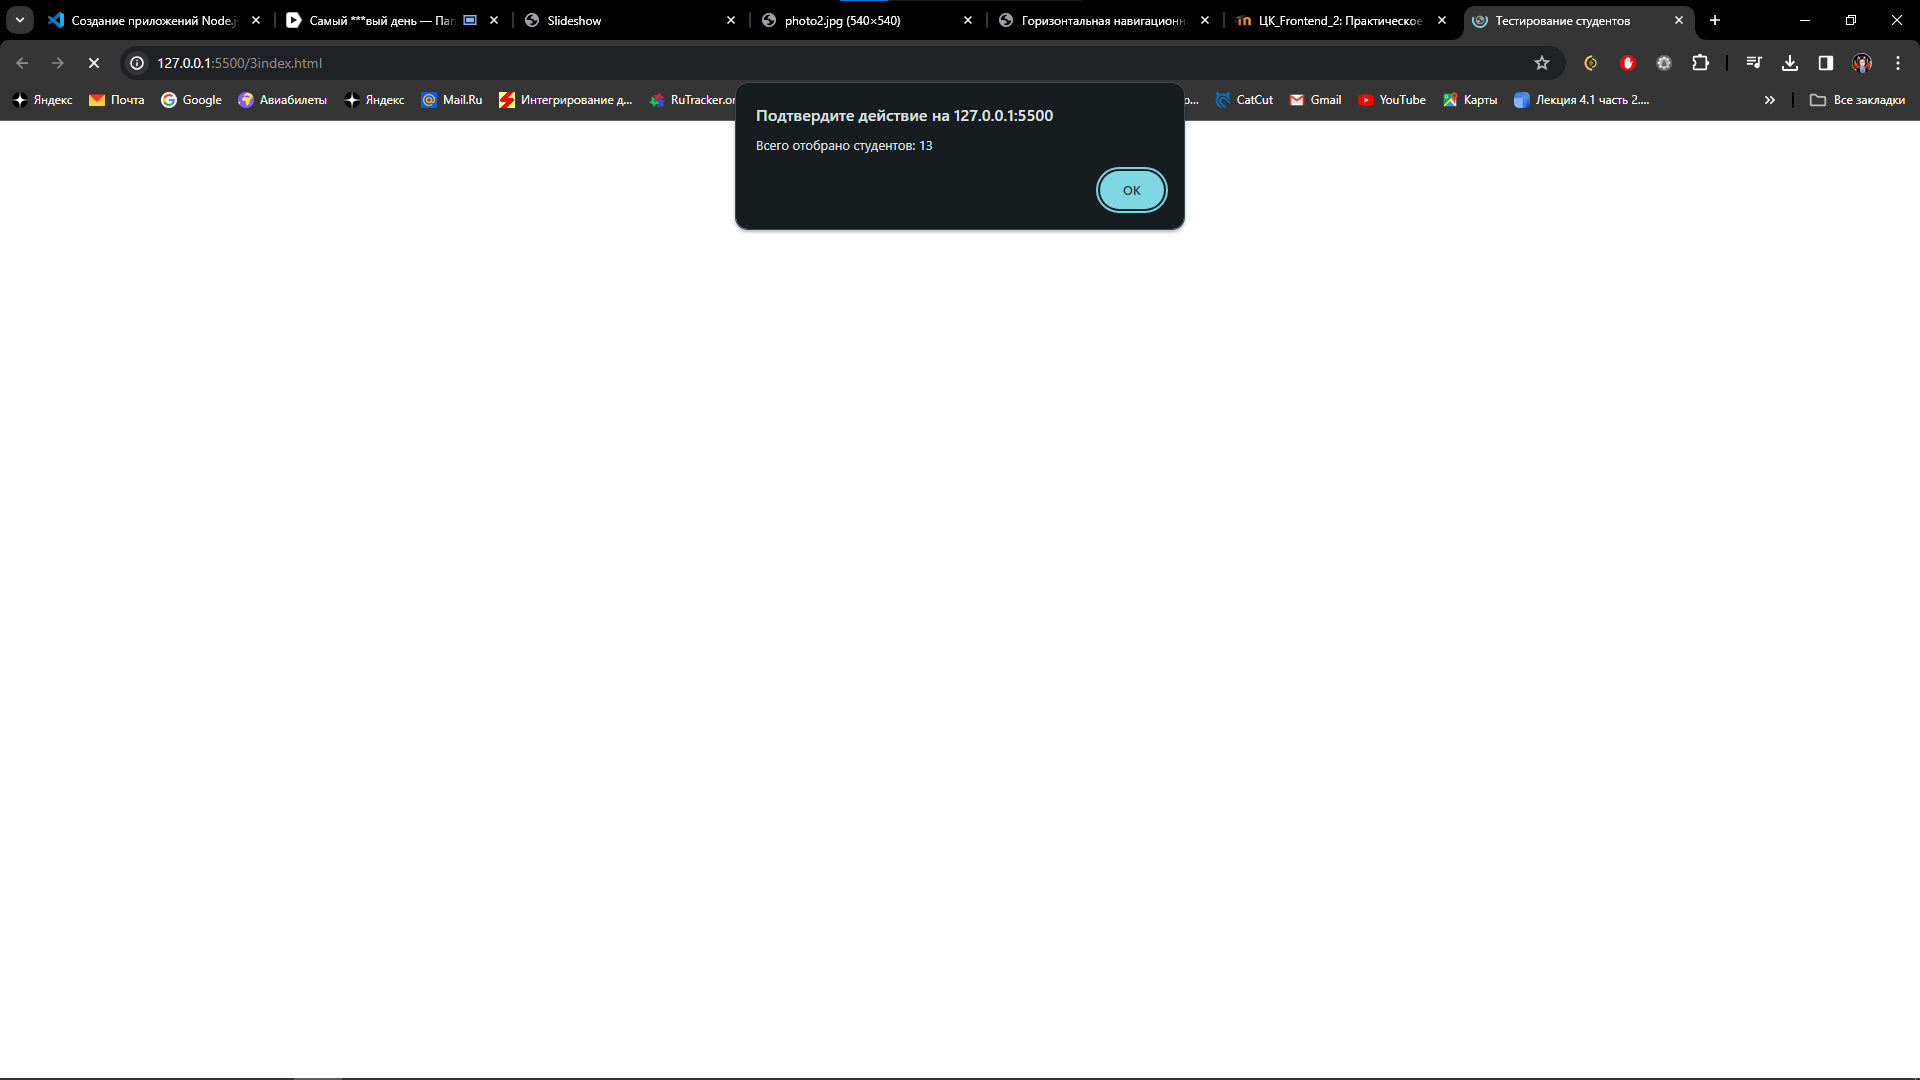 Создание приложений Node.js
Самый ***вый день — Пап
Slideshow
photo2.jpg (540×540)
Горизонтальная навигационн
ЦК_Frontend_2: Практическое
Тестирование студентов
127.0.0.1:5500/3index.html
Яндекс
Почта
Google
Авиабилеты
Яндекс
Mail.Ru
Интегрирование д...
RuTracker.or
р...
CatCut
Gmail
YouTube
Карты
Лекция 4.1 часть 2....
Все закладки
Подтвердите действие на 127.0.0.1:5500
Всего отобрано студентов: 13
ОК